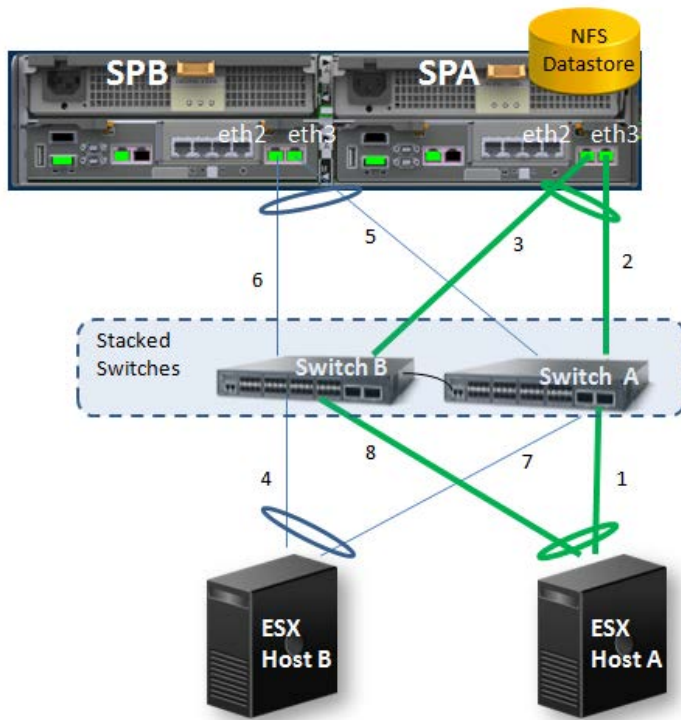 NFS
Datastore
SPB
SPA
eth2
eth3
eth2
eth3
5
3
2
6
Stacked
Switches
Switch B
Switch A
8
7
4
1
ESX
Host B
ESX
Host A